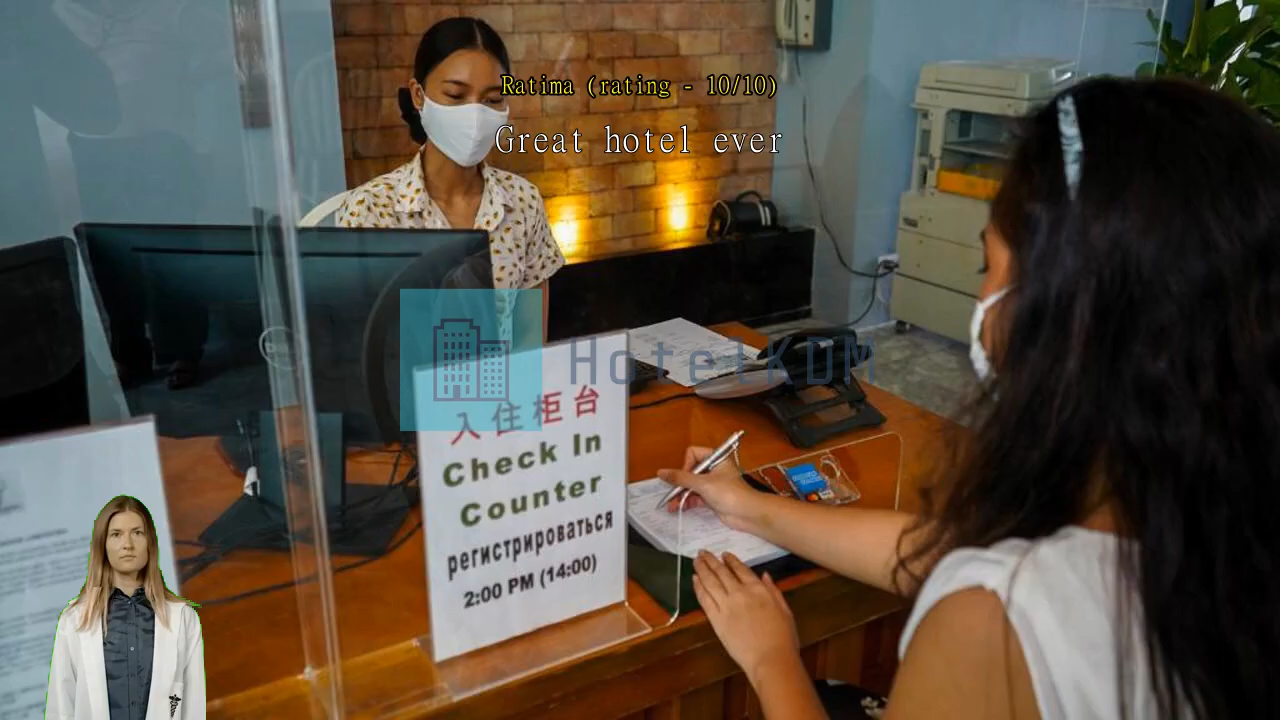 Ratima (rating - 10/10)
Great hotel ever
HotelKDM
入住柜台
Check In
Counter
регистрироваться
2:00 PM (14:00)